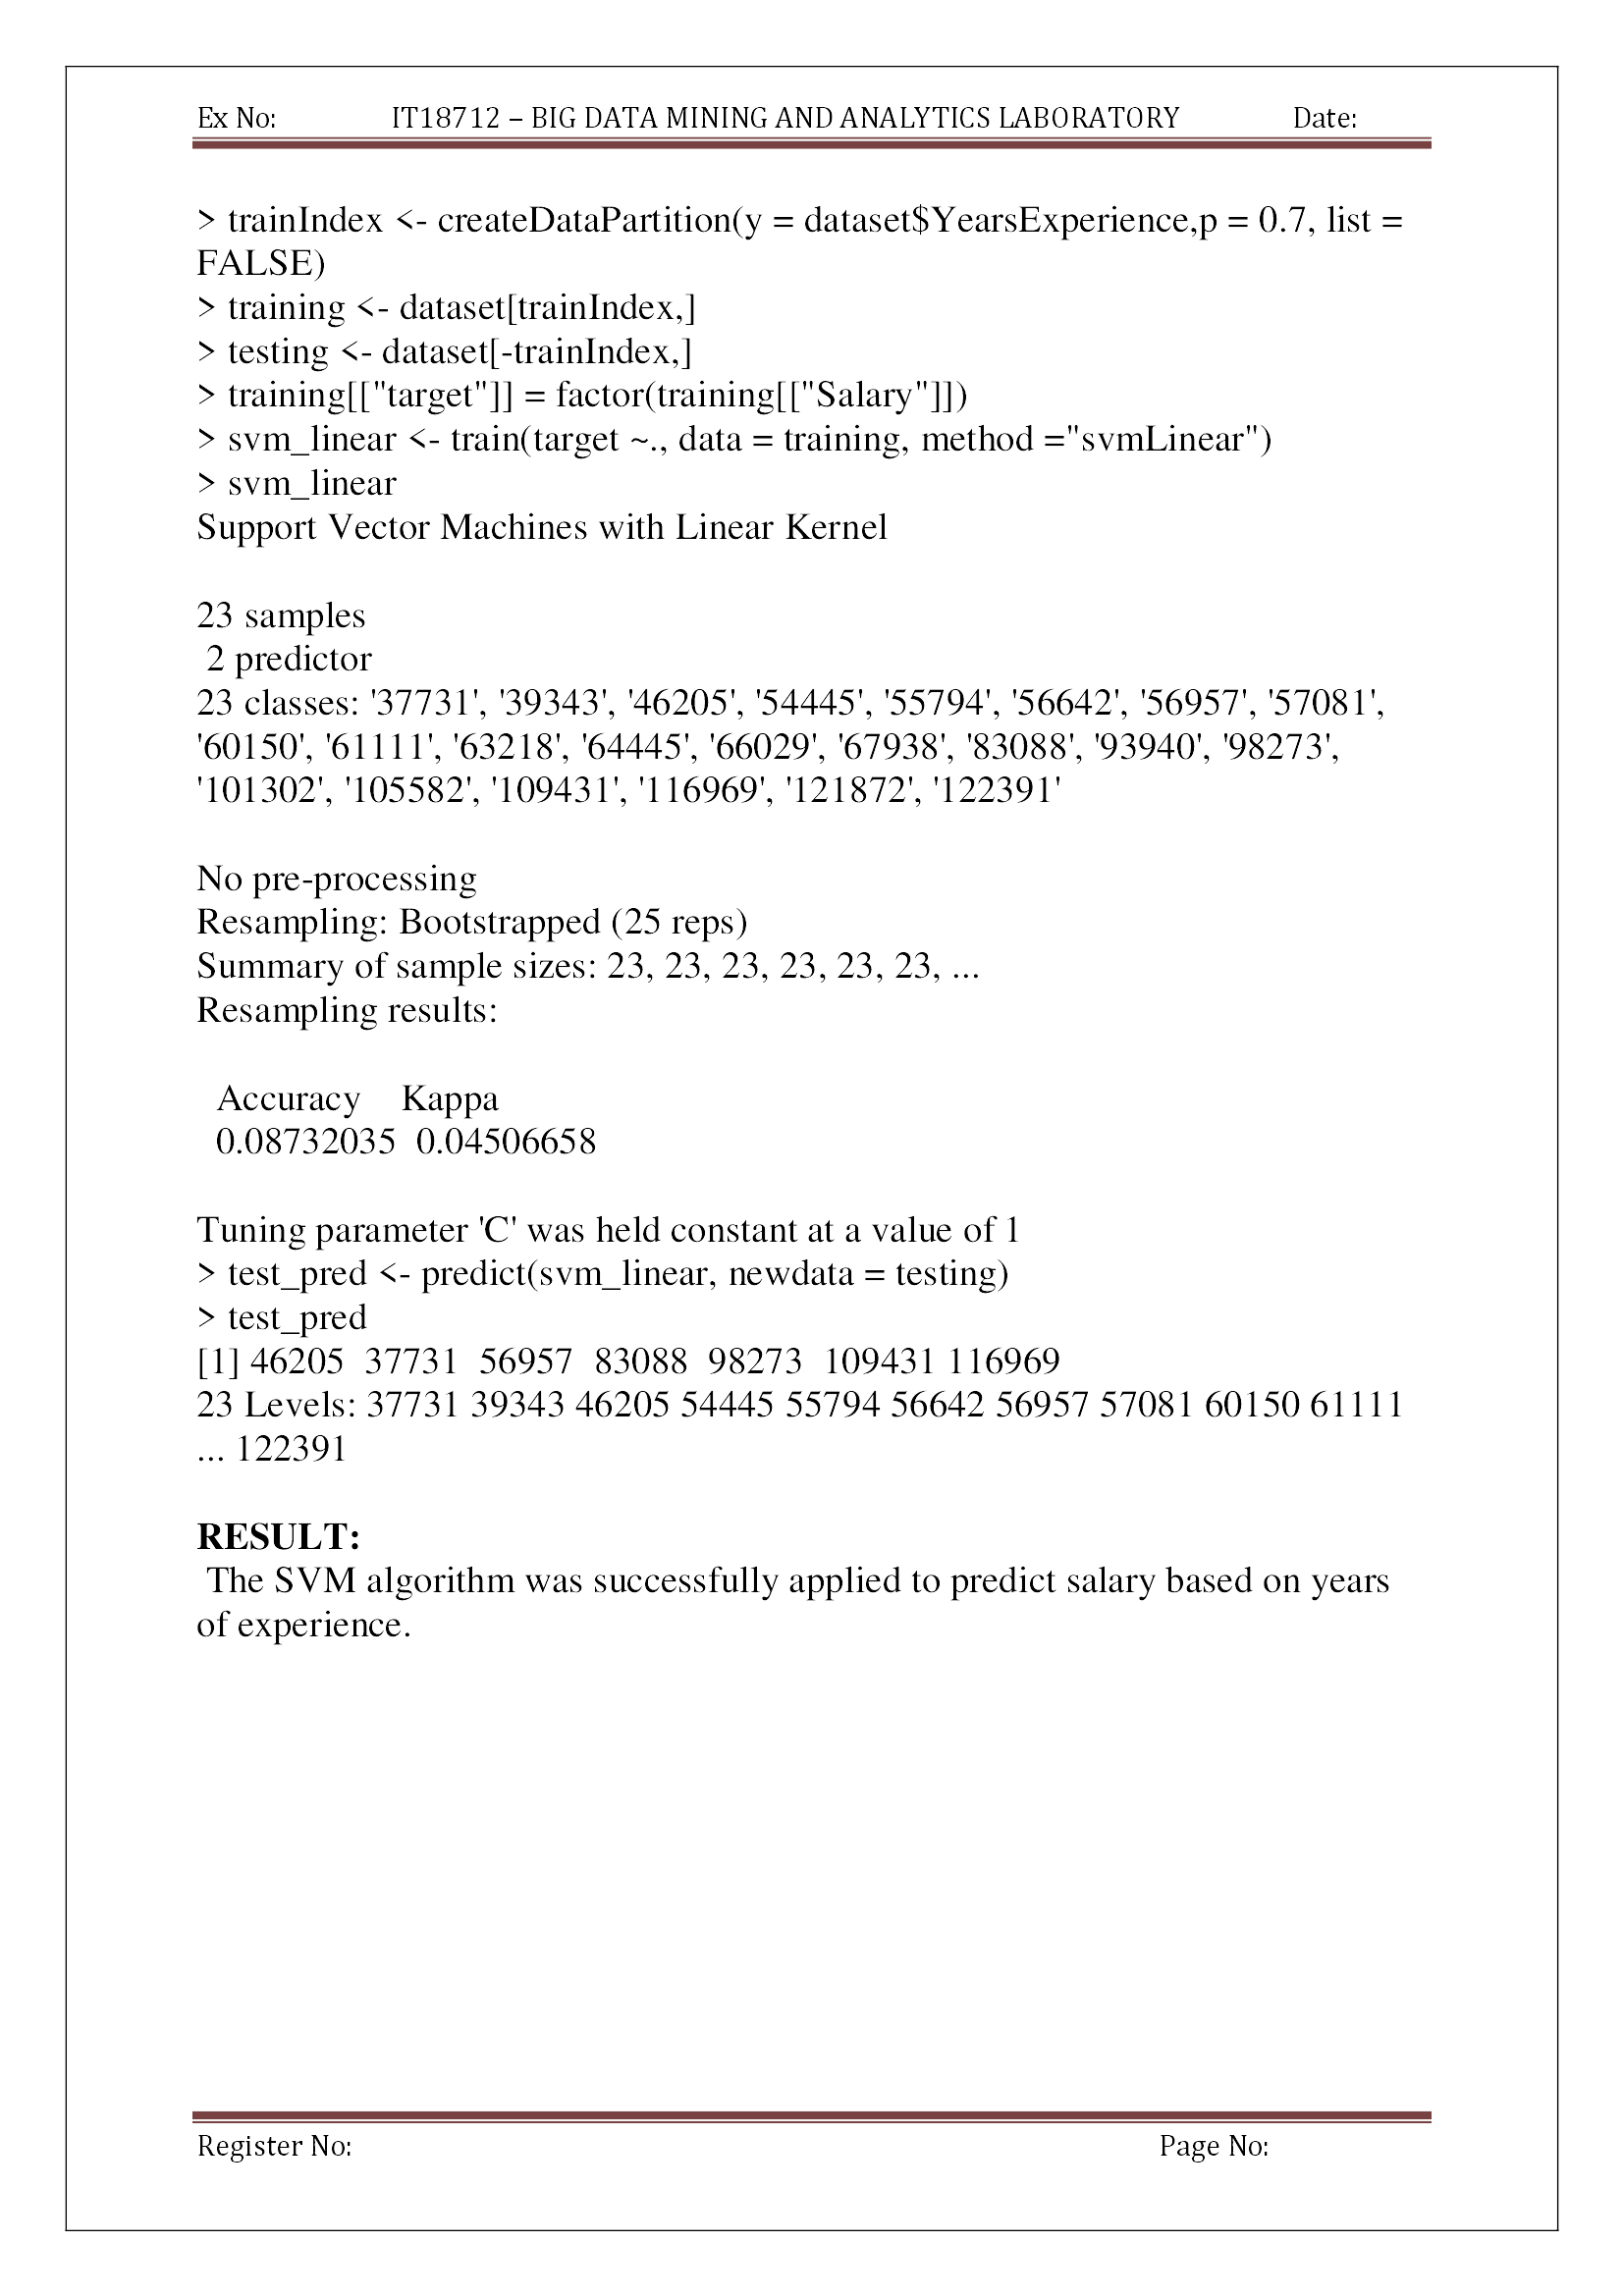 Ex No: IT18712 – BIG DATA MINING AND ANALYTICS LABORATORY Date:
> trainIndex <- createDataPartition(y = dataset$YearsExperience,p = 0.7, list =
FALSE)
> training <- dataset[trainIndex,]
> testing <- dataset[-trainIndex,]
> training[["target"]] = factor(training[["Salary"]])
> svm_linear <- train(target ~., data = training, method ="svmLinear")
> svm_linear
Support Vector Machines with Linear Kernel
23 samples
2 predictor
23 classes: '37731', '39343', '46205', '54445', '55794', '56642', '56957', '57081',
'60150', '61111', '63218', '64445', '66029', '67938', '83088', '93940', '98273',
'101302', '105582', '109431', '116969', '121872', '122391'
No pre-processing
Resampling: Bootstrapped (25 reps)
Summary of sample sizes: 23, 23, 23, 23, 23, 23, ...
Resampling results:
Accuracy Kappa
0.08732035 0.04506658
Tuning parameter 'C' was held constant at a value of 1
> test_pred <- predict(svm_linear, newdata = testing)
> test_pred
[1] 46205 37731 56957 83088 98273 109431 116969
23 Levels: 37731 39343 46205 54445 55794 56642 56957 57081 60150 61111
... 122391
RESULT:
The SVM algorithm was successfully applied to predict salary based on years
of experience.
Register No: Page No: